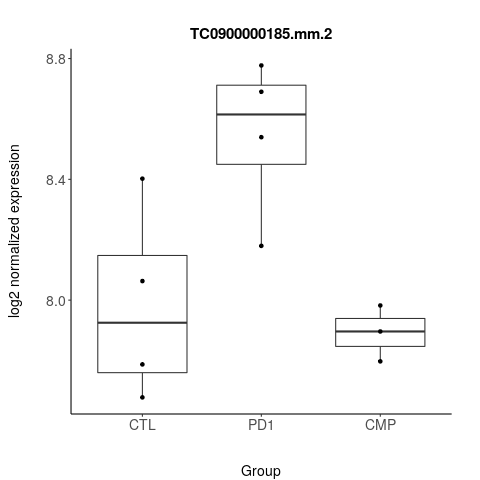 TC0900000185.mm.2
log2 normalized expression
8.8
8.4
8.0
CTL PD1 CMP
Group